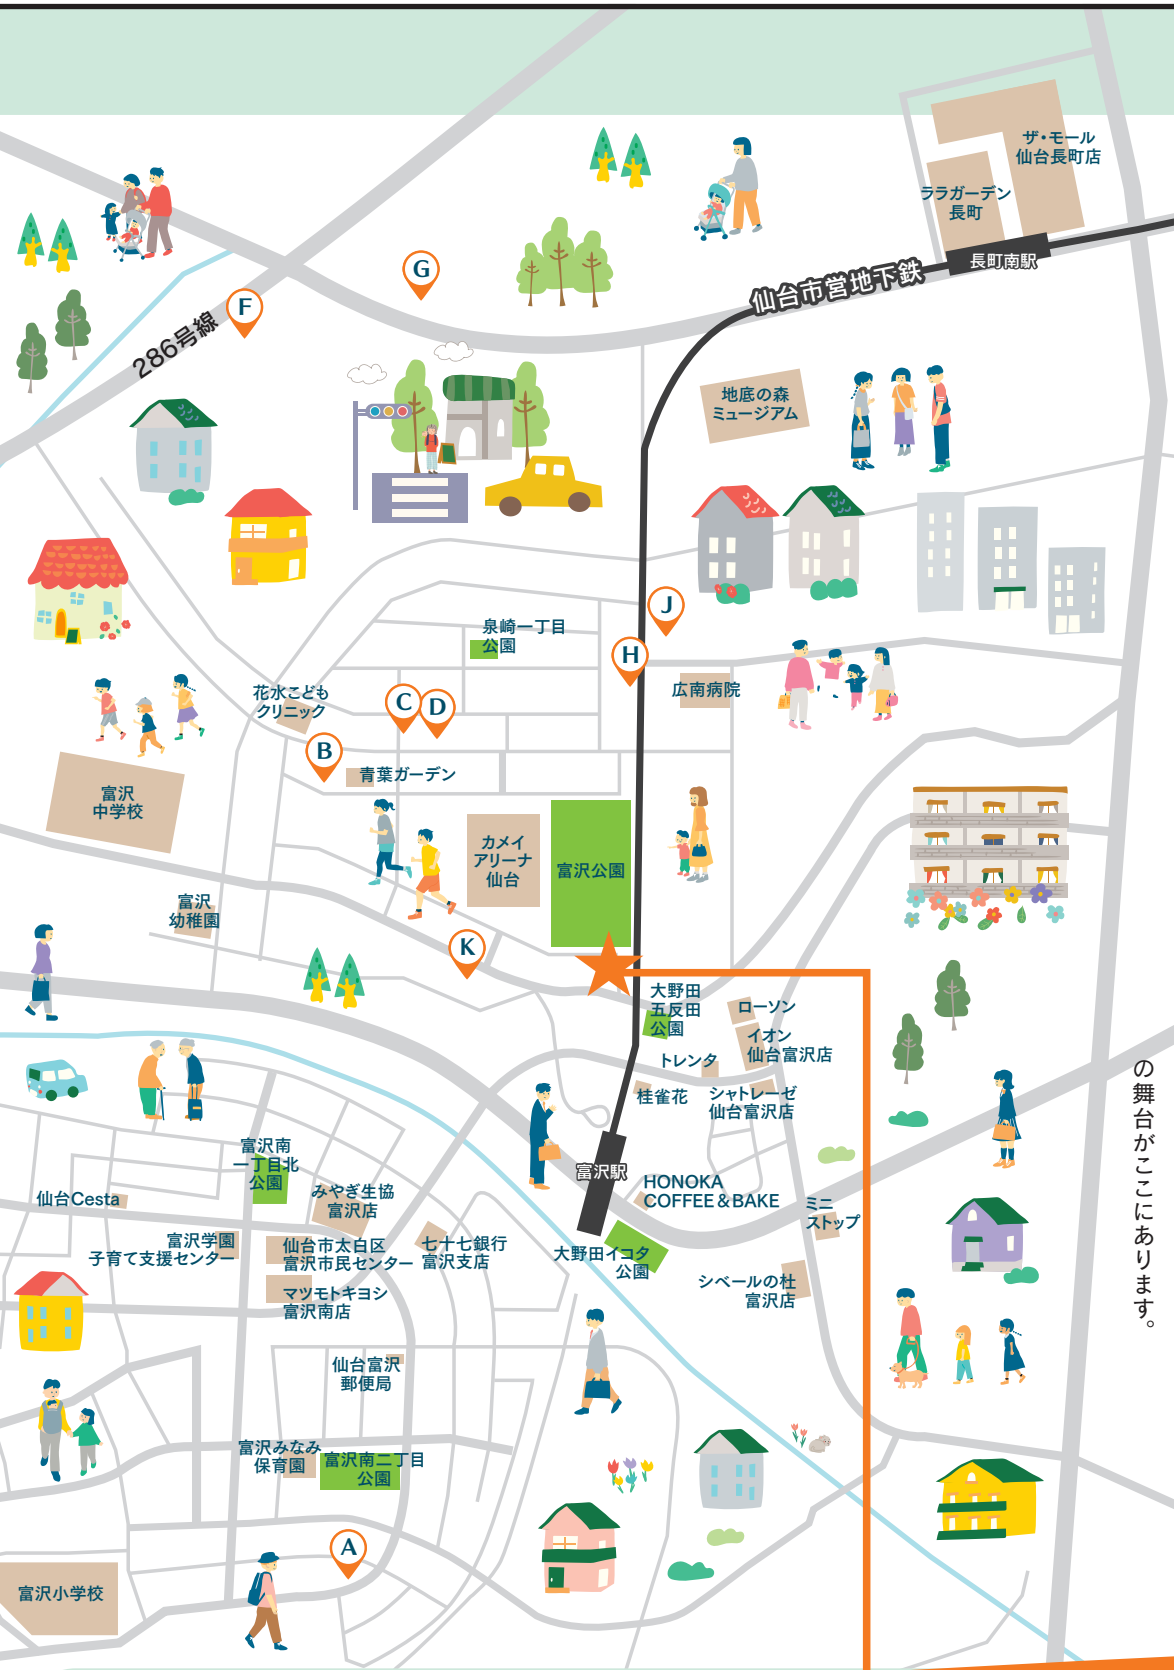 ザ・モール
仙台長町店
ララガーデン
長町
長町南駅
仙台市営地下鉄
G
F
286号線
地底の森
ミュージアム
J
泉崎一丁目
公園
H
広南病院
花水こども
クリニック
C
D
B
青葉ガーデン
富沢
中学校
カメイ
アリーナ
仙台
富沢公園
富沢
幼稚園
K
大野田
五反田
公園
ローソン
イオン
仙台富沢店
トレンタ
桂雀花
シャトレーゼ
仙台富沢店
の舞台がここにあります。
富沢南
一丁目北
公園
富沢駅
HONOKA
COFFEE&BAKE
仙台Cesta
みやぎ生協
富沢店
ミニ
ストップ
富沢学園
子育て支援センター
仙台市太白区
富沢市民センター
七十七銀行
富沢支店
大野田イコタ
公園
マツモトキヨシ
富沢南店
シベールの杜
富沢店
仙台富沢
郵便局
富沢みなみ
保育園
富沢南二丁目
公園
A
富沢小学校